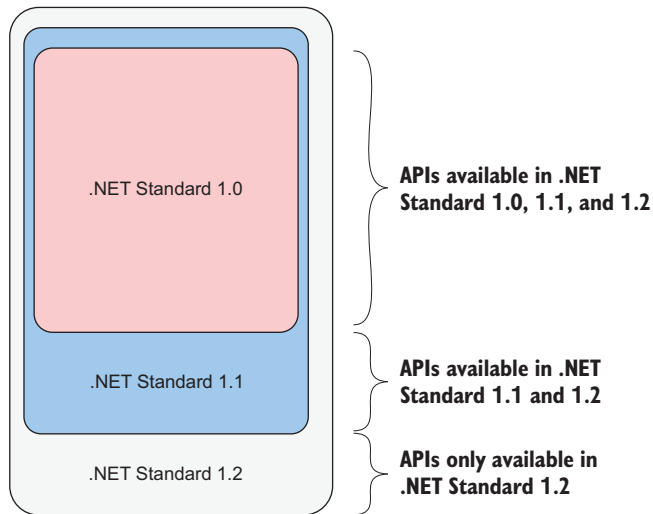 .NET Standard 1.0
APIs available in .NET
Standard 1.0, 1.1, and 1.2
.NET Standard 1.1
APIs available in .NET
Standard 1.1 and 1.2
.NET Standard 1.2
APIs only available in
.NET Standard 1.2